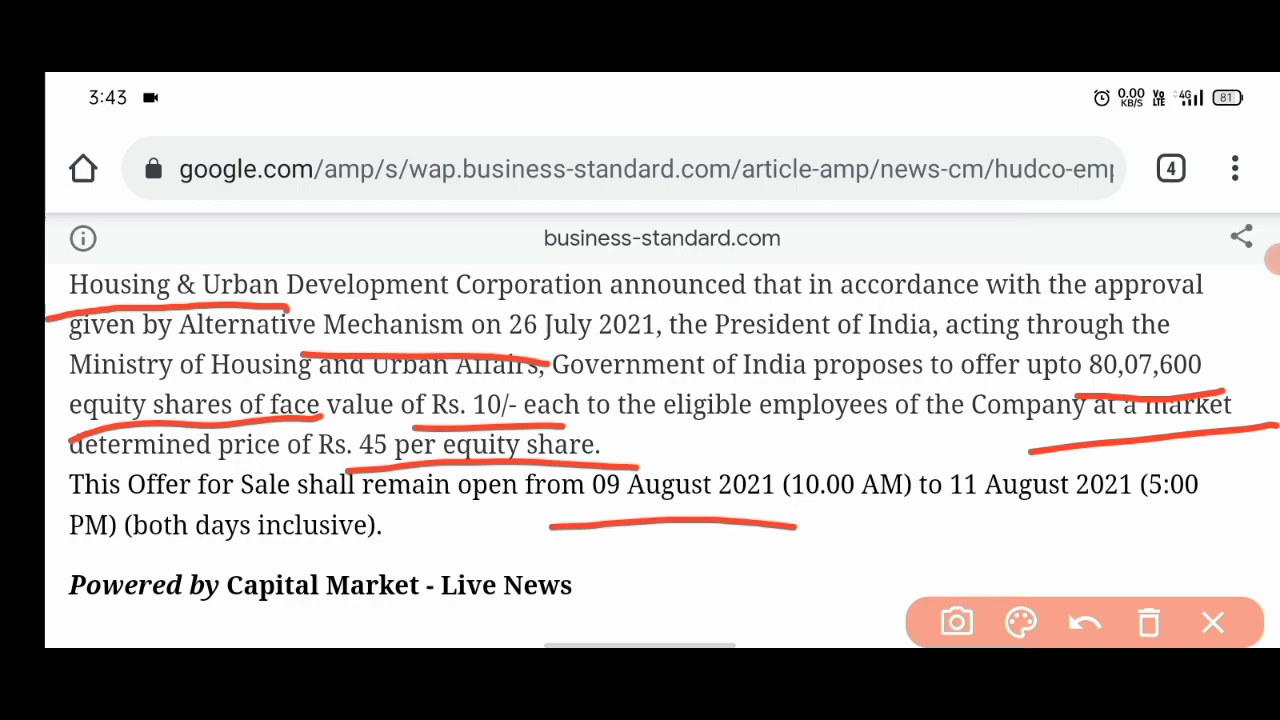 3:43 0.00 KB/S Vo LTE 4G 81
google.com/amp/s/wap.business-standard.com/article-amp/news-cm/hudco-emp 4
business-standard.com
Housing & Urban Development Corporation announced that in accordance with the approval
given by Alternative Mechanism on 26 July 2021, the President of India, acting through the
Ministry of Housing and Urban Affairs, Government of India proposes to offer upto 80,07,600
equity shares of face value of Rs. 10/- each to the eligible employees of the Company at a market
determined price of Rs. 45 per equity share.
This Offer for Sale shall remain open from 09 August 2021 (10.00 AM) to 11 August 2021 (5:00
PM) (both days inclusive).
Powered by Capital Market - Live News